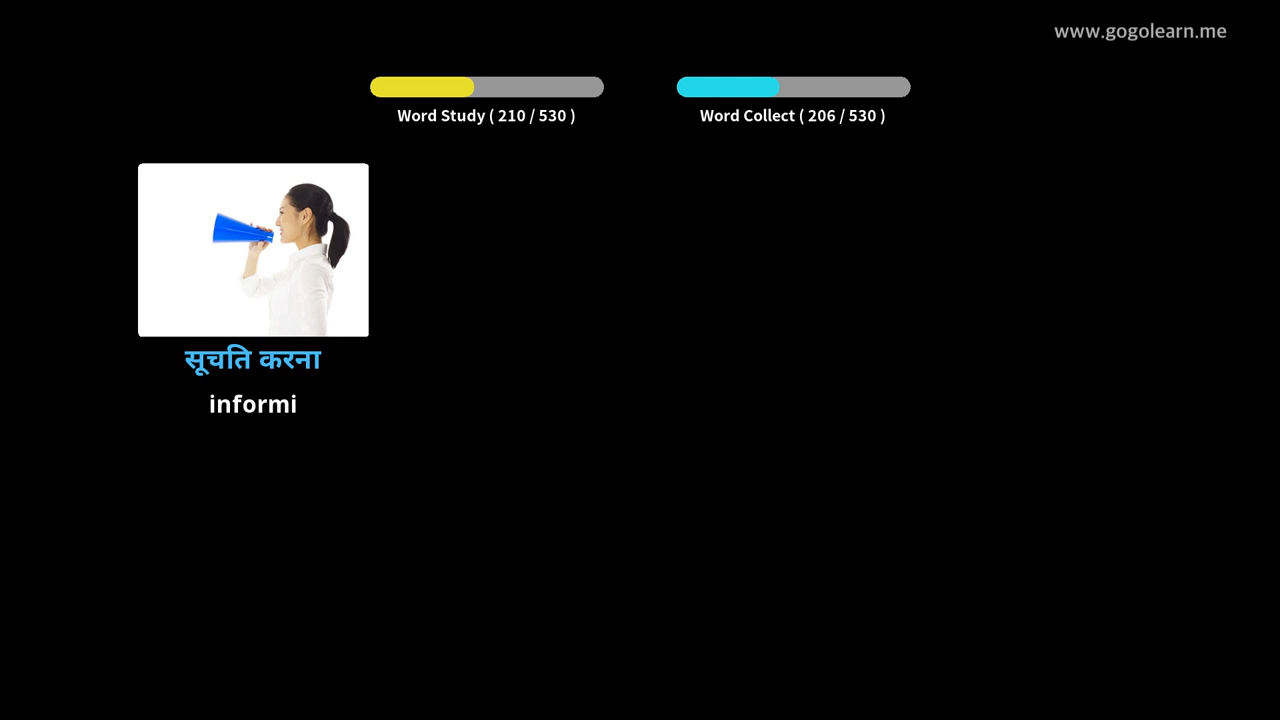 www.gogolearn.me
Word Study ( 210 / 530 )
Word Collect ( 206 / 530 )
सूचति करना
informi